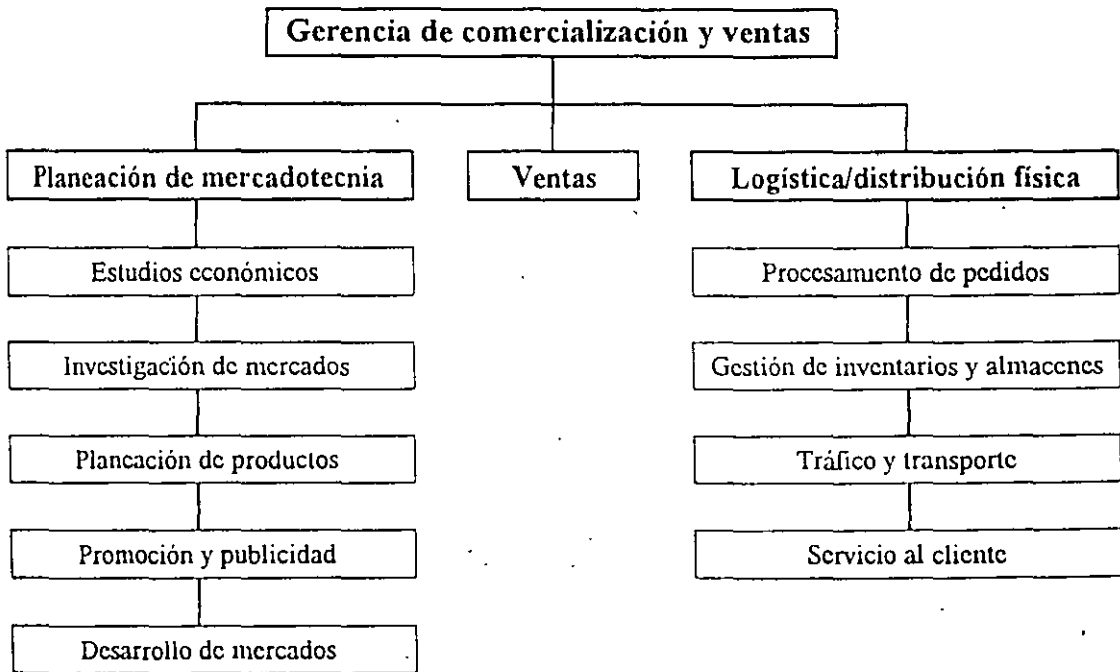 Gerencia de comercialización y ventas
Planeación de mercadotecnia
Ventas
Logística/distribución física
Estudios económicos
Procesamiento de pedidos
Investigación de mercados
Gestión de inventarios y almacenes
Planeación de productos
Tráfico y transporte
Promoción y publicidad
Servicio al cliente
Desarrollo de mercados